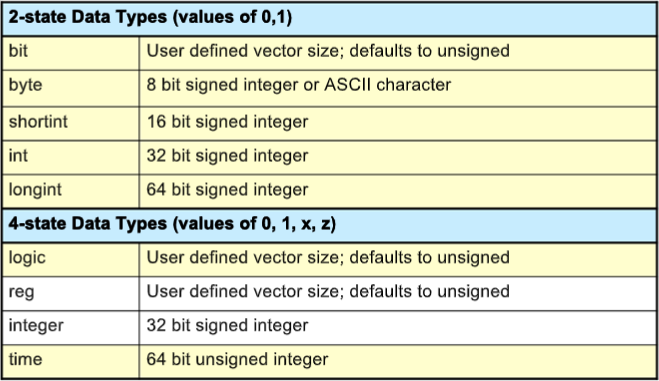 2-state Data Types (values of 0,1)
bit User defined vector size; defaults to unsigned
byte 8 bit signed integer or ASCII character
shortint 16 bit signed integer
int 32 bit signed integer
longint 64 bit signed integer
4-state Data Types (values of 0, 1, x, z)
logic User defined vector size; defaults to unsigned
reg User defined vector size; defaults to unsigned
integer 32 bit signed integer
time 64 bit unsigned integer